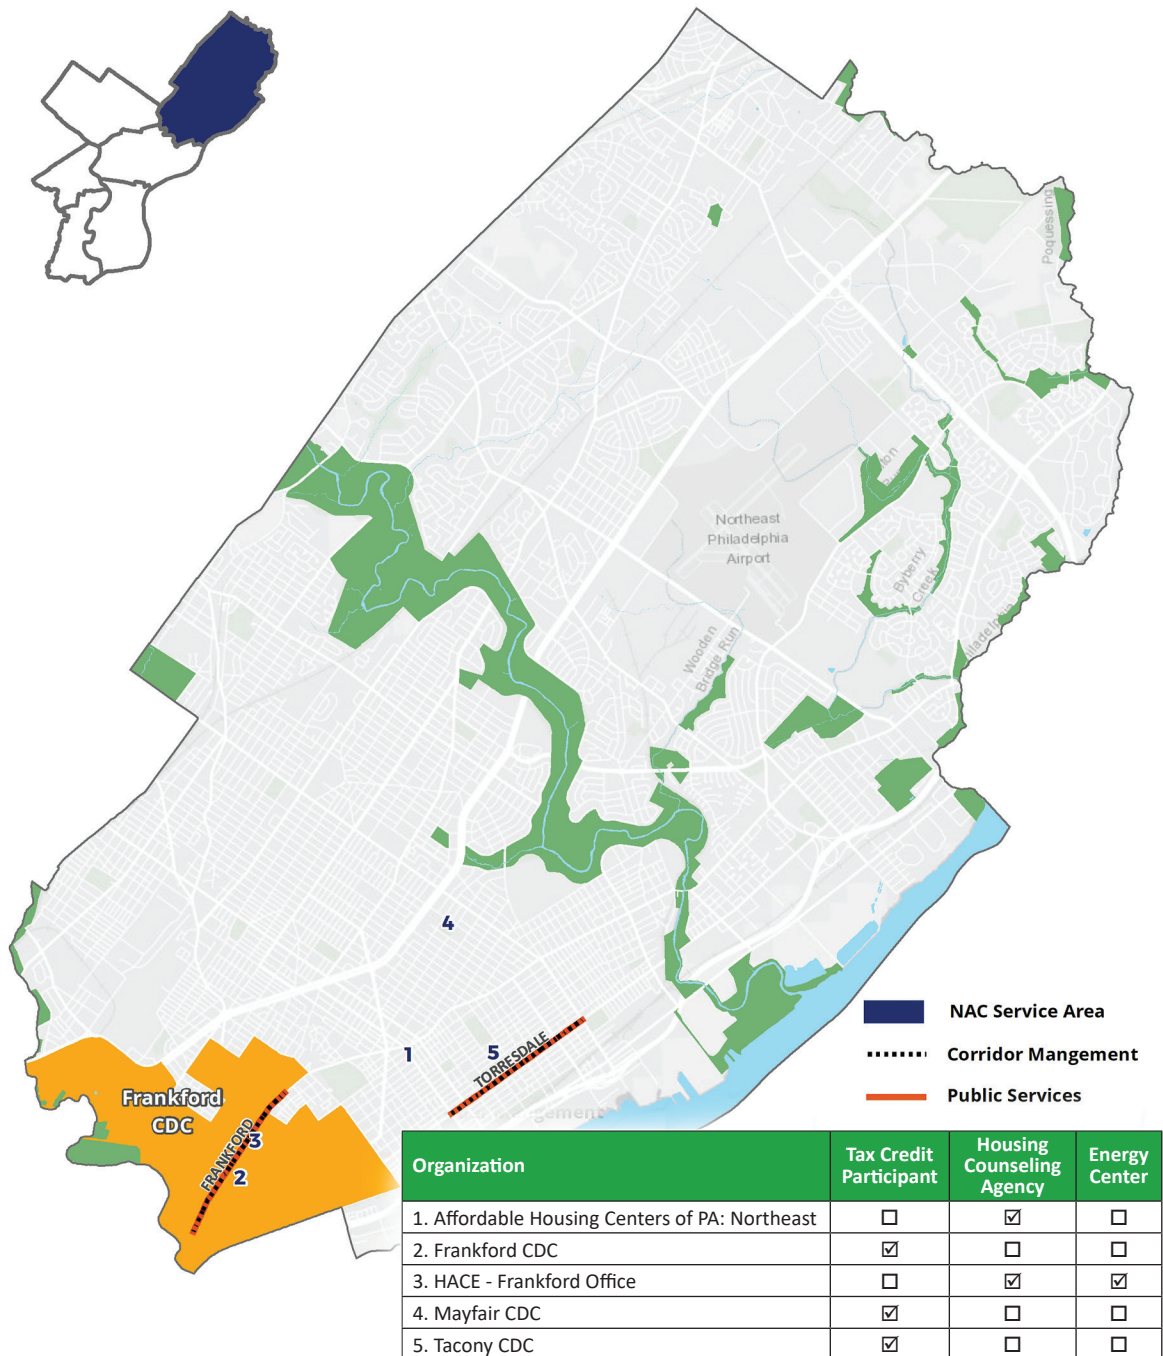 Poquessing
Northeast
Philadelphia
Airport
Byberry
Creek
Wooden
Bridge Run
4
1
5
TORRESDALE
NAC Service Area
Corridor Mangement
Public Services
Frankford
CDC
FRANKFORD
3
2
Organization
Tax Credit
Participant
Housing
Counseling
Agency
Energy
Center
1. Affordable Housing Centers of PA: Northeast ☐ ☑ ☐
2. Frankford CDC ☑ ☐ ☐
3. HACE - Frankford Office ☐ ☑ ☑
4. Mayfair CDC ☑ ☐ ☐
5. Tacony CDC ☑ ☐ ☐